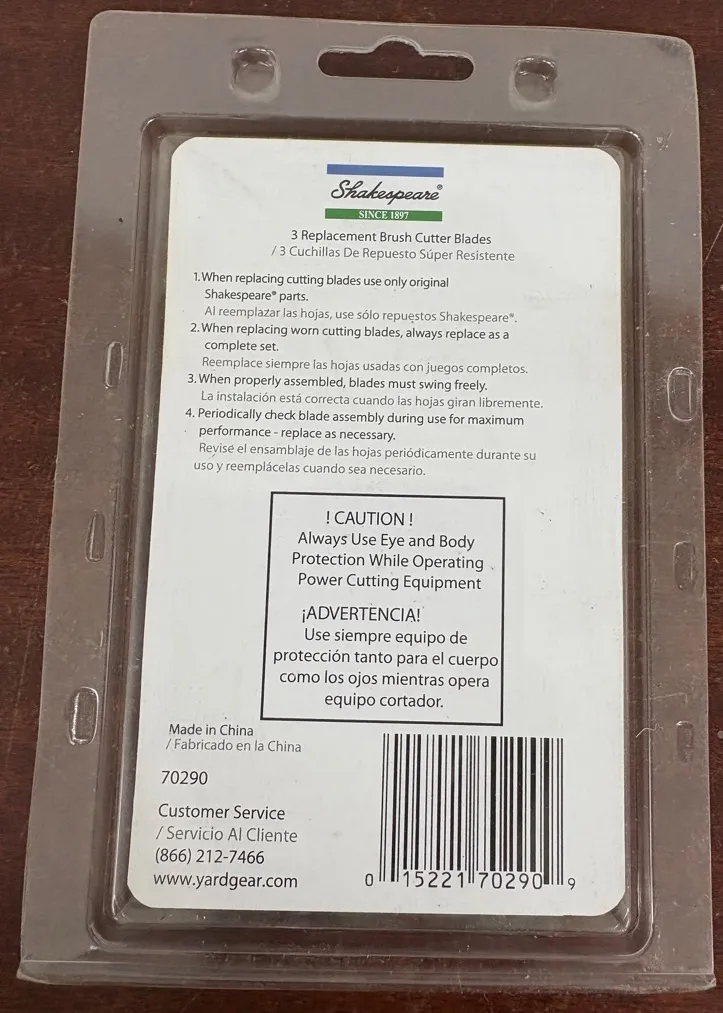 Shakespeare®
SINCE 1897
3 Replacement Brush Cutter Blades
/ 3 Cuchillas De Repuesto Súper Resistente
1. When replacing cutting blades use only original
Shakespeare® parts.
Al reemplazar las hojas, use sólo repuestos Shakespeare®.
2. When replacing worn cutting blades, always replace as a
complete set.
Reemplace siempre las hojas usadas con juegos completos.
3. When properly assembled, blades must swing freely.
La instalación está correcta cuando las hojas giran libremente.
4. Periodically check blade assembly during use for maximum
performance - replace as necessary.
Revise el ensamblaje de las hojas periódicamente durante su
uso y reemplácelas cuando sea necesario.
! CAUTION !
Always Use Eye and Body
Protection While Operating
Power Cutting Equipment
¡ADVERTENCIA!
Use siempre equipo de
protección tanto para el cuerpo
como los ojos mientras opera
equipo cortador.
Made in China
/ Fabricado en la China
70290
Customer Service
/ Servicio Al Cliente
(866) 212-7466
www.yardgear.com
0 15221 70290 9